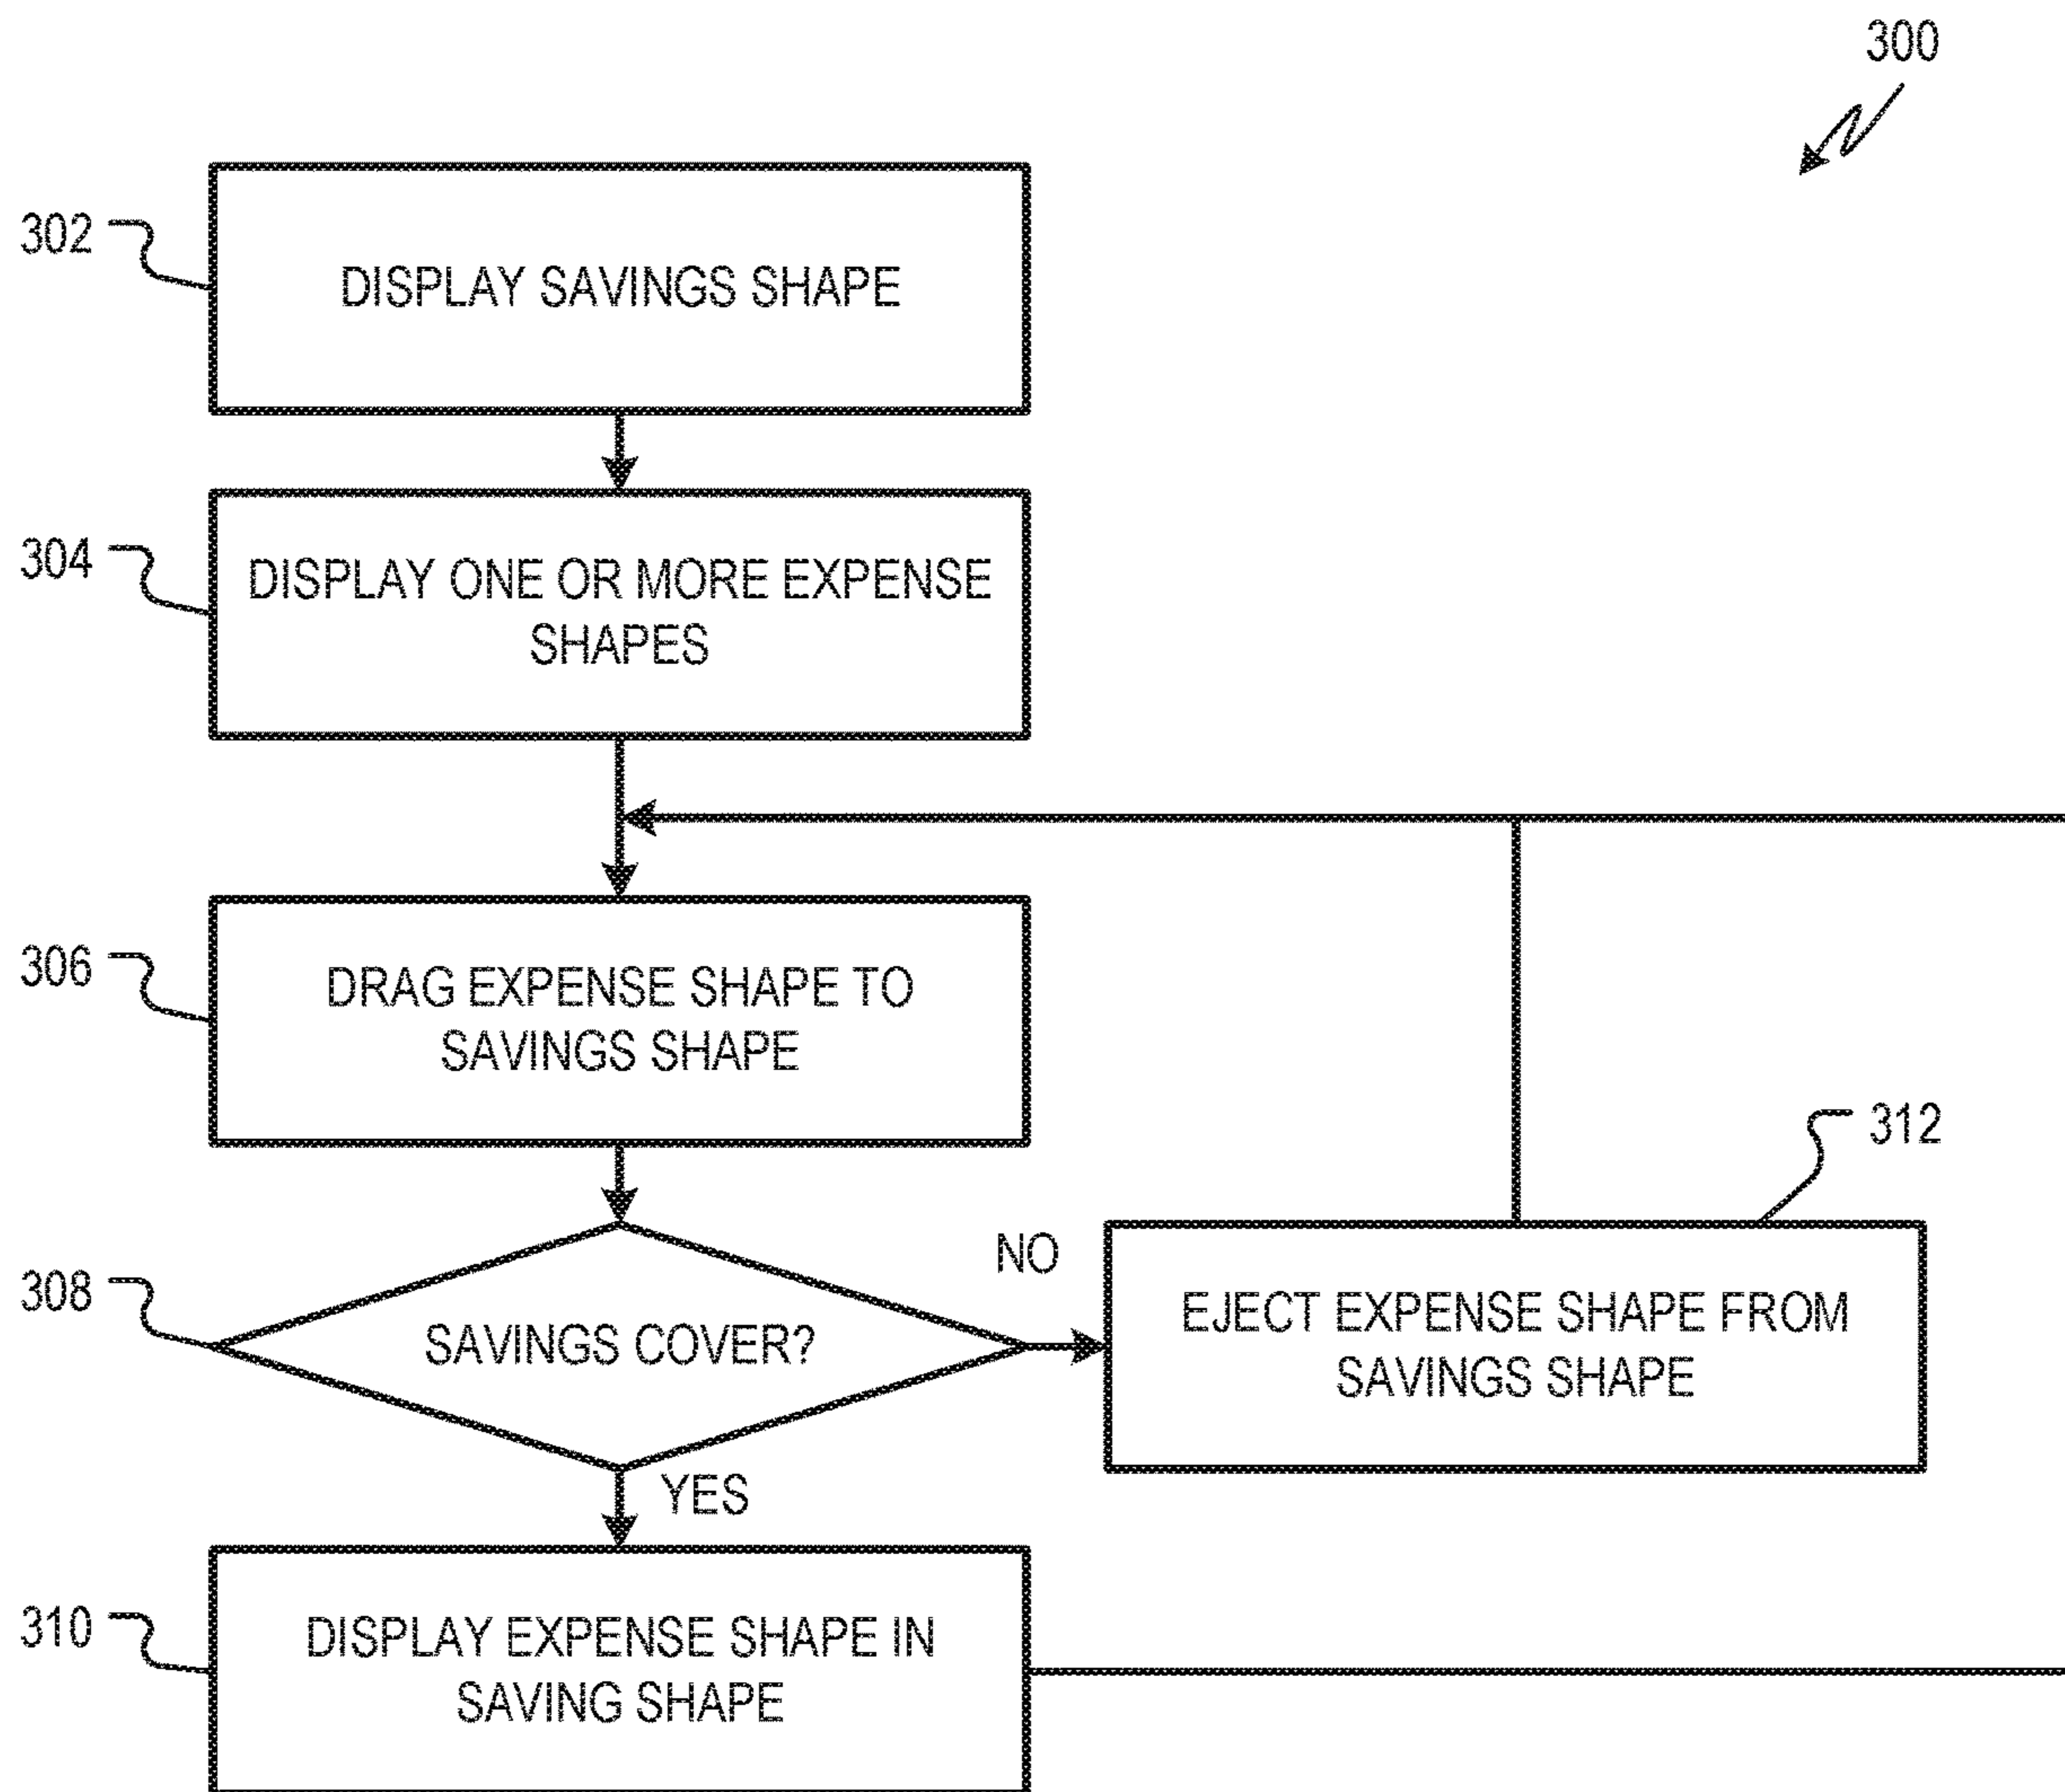 300
302
DISPLAY SAVINGS SHAPE
304
DISPLAY ONE OR MORE EXPENSE
SHAPES
306
DRAG EXPENSE SHAPE TO
SAVINGS SHAPE
312
308
SAVINGS COVER?
NO
EJECT EXPENSE SHAPE FROM
SAVINGS SHAPE
YES
310
DISPLAY EXPENSE SHAPE IN
SAVING SHAPE